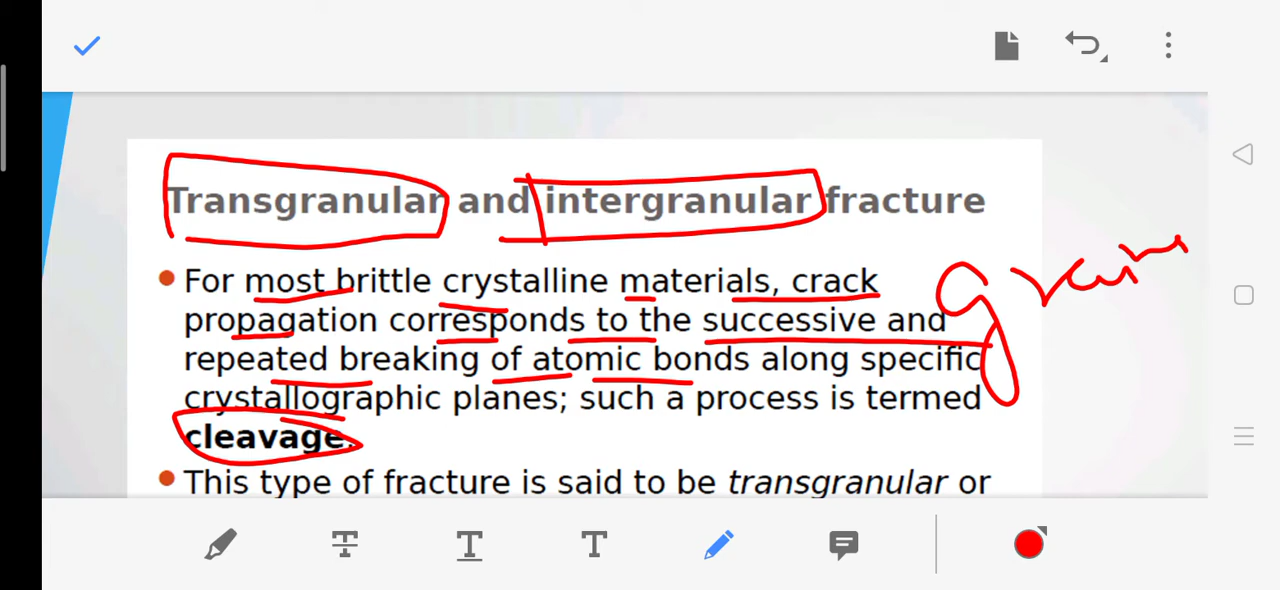 Transgranular and intergranular fracture
For most brittle crystalline materials, crack
propagation corresponds to the successive and
repeated breaking of atomic bonds along specific
crystallographic planes; such a process is termed
cleavage.
This type of fracture is said to be transgranular or